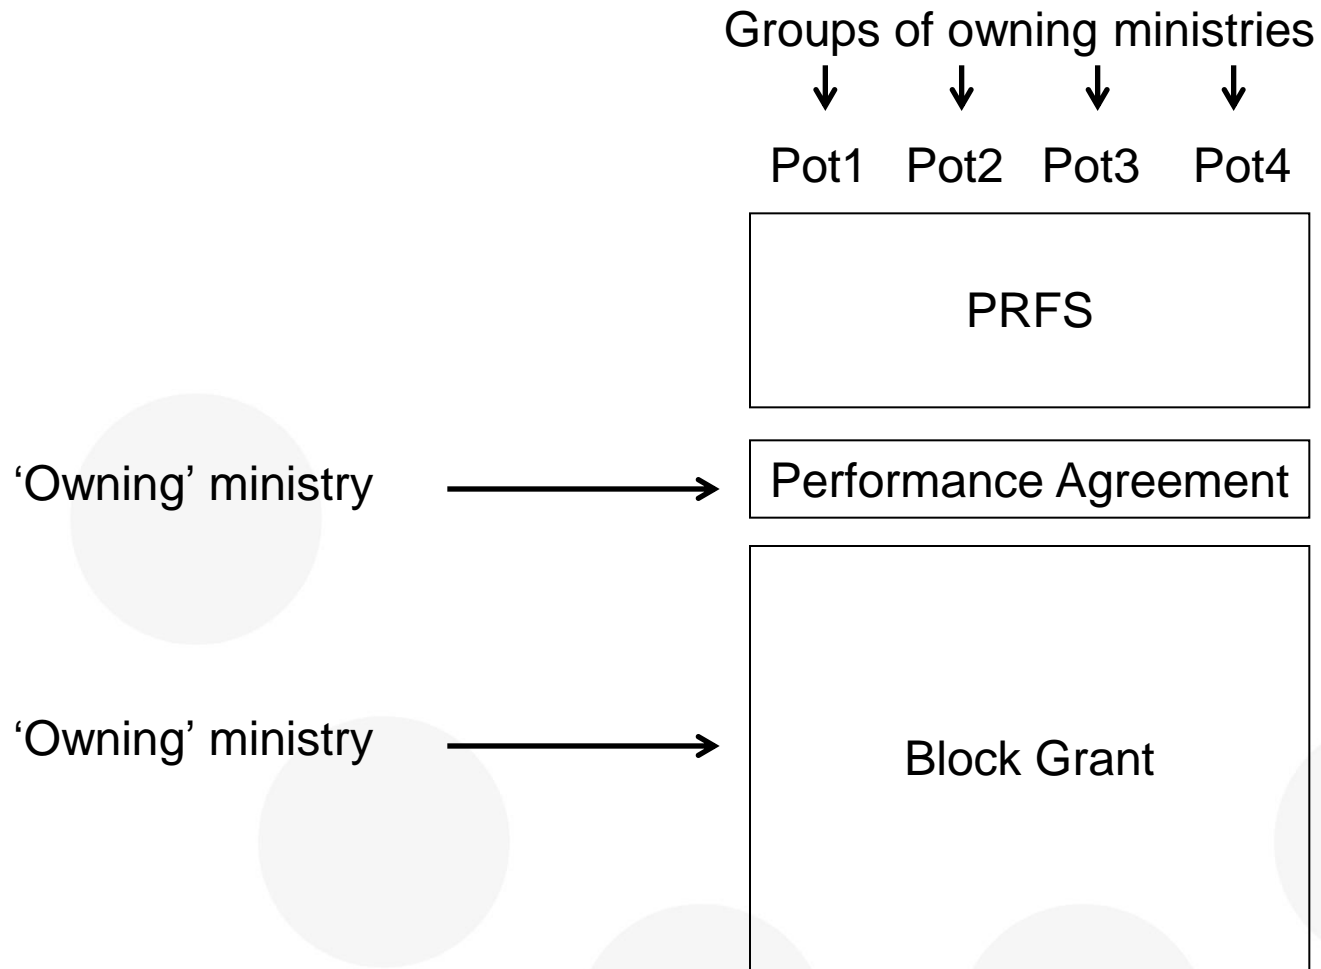 Groups of owning ministries
Pot1 Pot2 Pot3 Pot4
PRFS
‘Owning’ ministry
Performance Agreement
‘Owning’ ministry
Block Grant